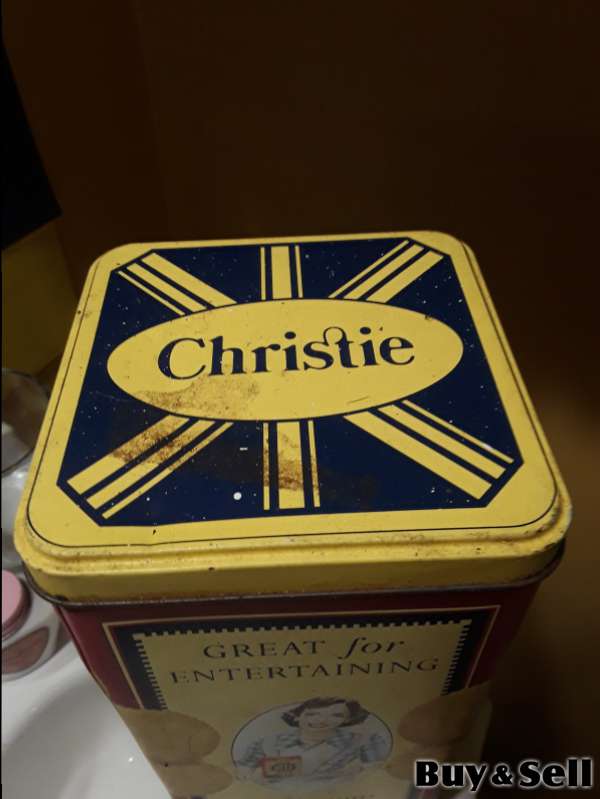 Christie
GREAT for
ENTERTAINING
Buy & Sell